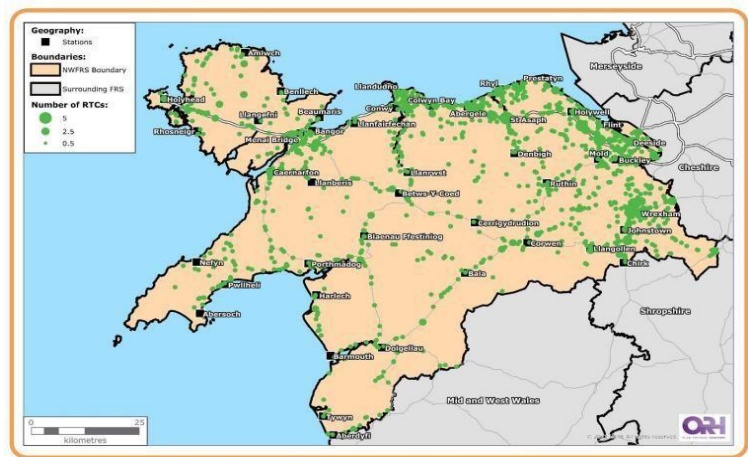 Geography:
Stations
Boundaries:
NWFRS Boundary
Surrounding FRS
Number of RTCs:
5
2.5
0.5
Amlwch
Merseyside
Llandudno
Prestatyn
Rhyl
Benllech
Holyhead
Colwyn Bay
Beaumaris
Conwy
Abergele
Holywell
Llangefni
St Asaph
Flint
Rhosneigr
Bangor
Llanfairfechan
Menai Bridge
Deeside
Denbigh
Mold
Buckley
Cheshire
Caernarfon
Llanrwst
Llanberis
Ruthin
Betws-Y-Coed
Wrexham
Cerrigydrudion
Johnstown
Blaenau Ffestiniog
Corwen
Llangollen
Nefyn
Porthmadog
Chirk
Bala
Pwllheli
Harlech
Abersoch
Shropshire
Dolgellau
Barmouth
Mid and West Wales
Tywyn
Aberdyfi
0
25
kilometres
ORH